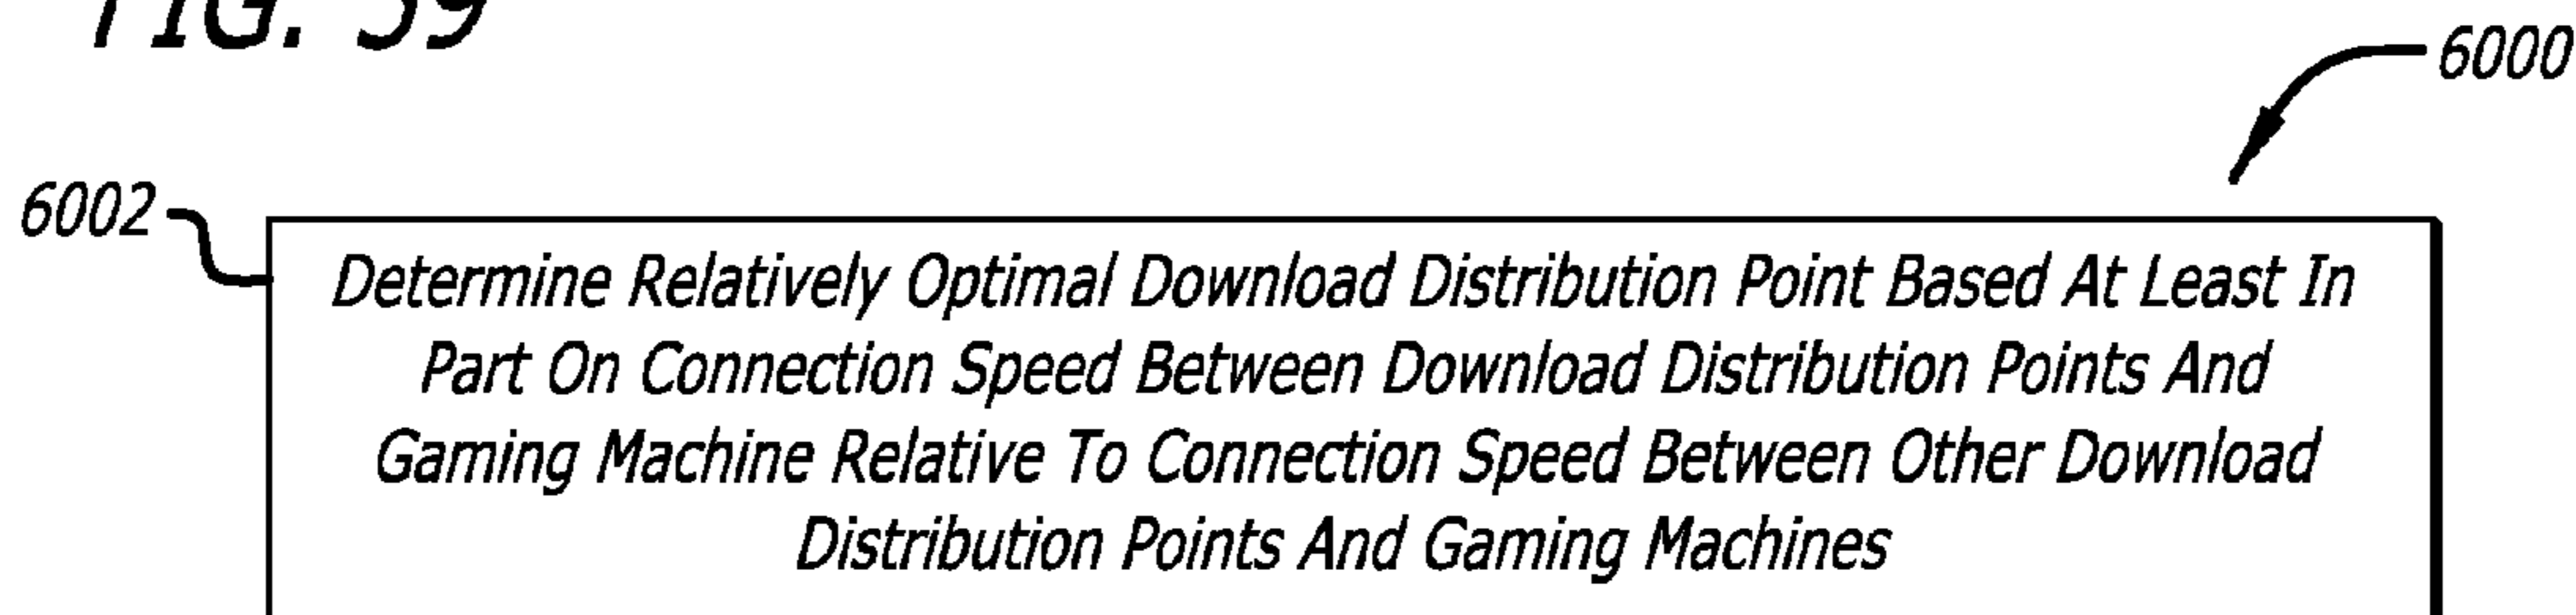 FIG. 59
6000
6002
Determine Relatively Optimal Download Distribution Point Based At Least In
Part On Connection Speed Between Download Distribution Points And
Gaming Machine Relative To Connection Speed Between Other Download
Distribution Points And Gaming Machines